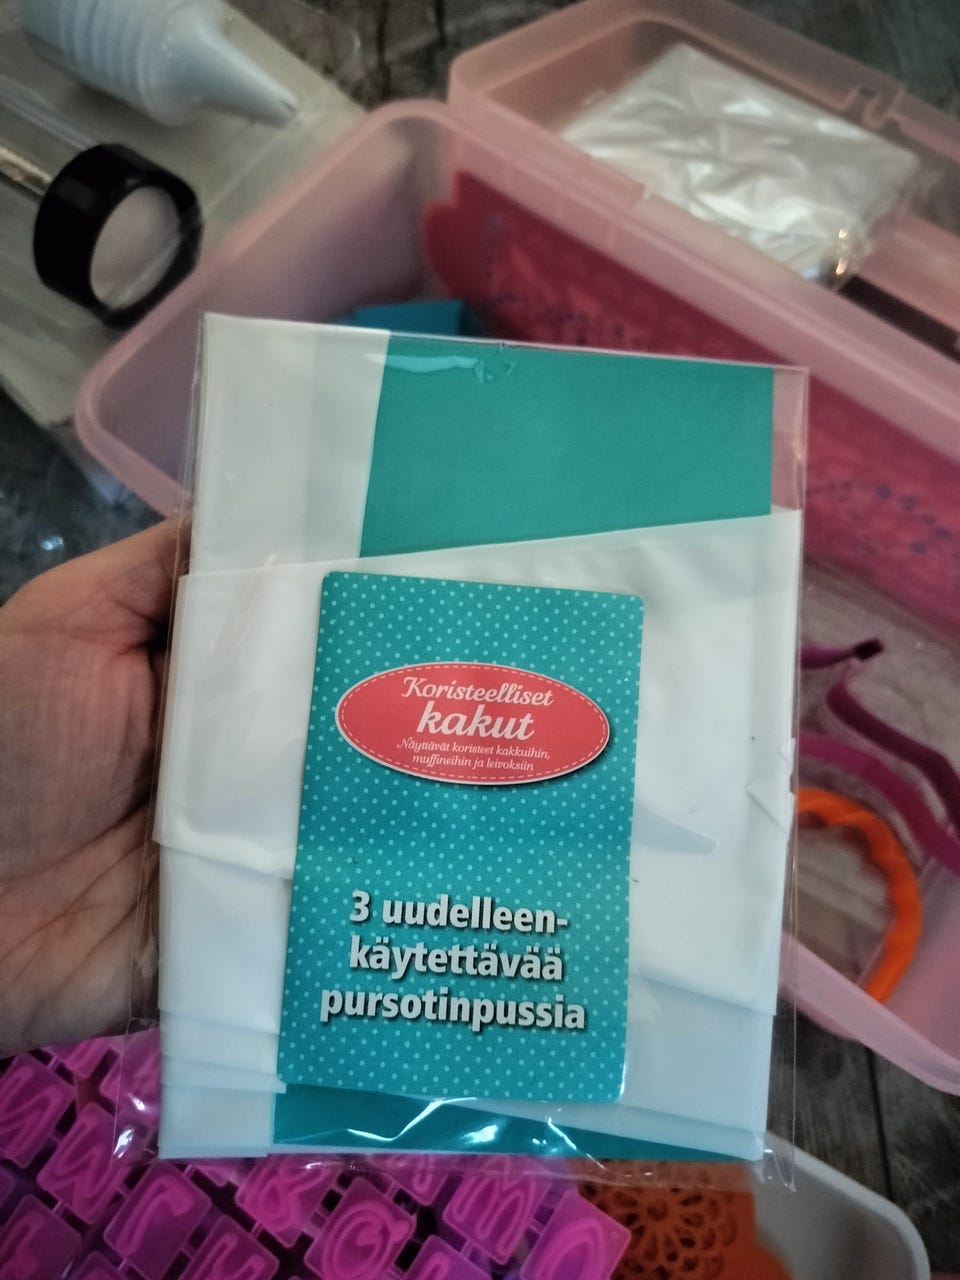 Koristeelliset
kakut
Näyttävät koristeet kakkuihin,
muffineihin ja leivoksiin
3 uudelleen-
käytettävää
pursotinpussia